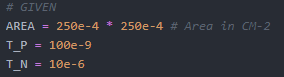 # GIVEN
AREA = 250e-4 * 250e-4 # Area in CM-2
T_P = 100e-9
T_N = 10e-6